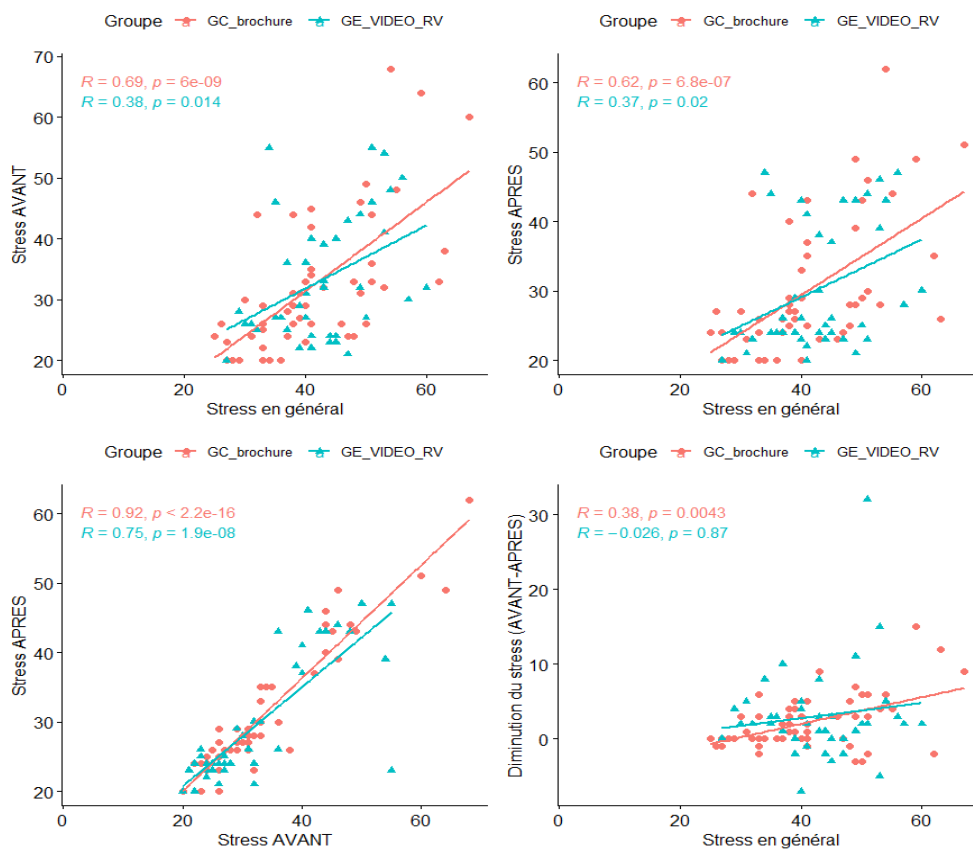 Groupe GC_brochure GE_VIDEO_RV
R = 0.69, p = 6e-09
R = 0.38, p = 0.014
Stress AVANT
70
60
50
40
30
20
0 20 40 60
Stress en général
Groupe GC_brochure GE_VIDEO_RV
R = 0.62, p = 6.8e-07
R = 0.37, p = 0.02
Stress APRES
60
50
40
30
20
0 20 40 60
Stress en général
Groupe GC_brochure GE_VIDEO_RV
R = 0.92, p < 2.2e-16
R = 0.75, p = 1.9e-08
Stress APRES
60
50
40
30
20
0 20 40 60
Stress AVANT
Groupe GC_brochure GE_VIDEO_RV
R = 0.38, p = 0.0043
R = −0.026, p = 0.87
Diminution du stress (AVANT-APRES)
30
20
10
0
0 20 40 60
Stress en général